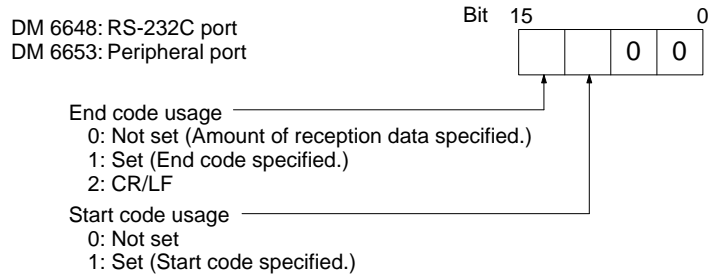 Bit 15 0
DM 6648: RS-232C port
DM 6653: Peripheral port
0 0
End code usage
0: Not set (Amount of reception data specified.)
1: Set (End code specified.)
2: CR/LF
Start code usage
0: Not set
1: Set (Start code specified.)